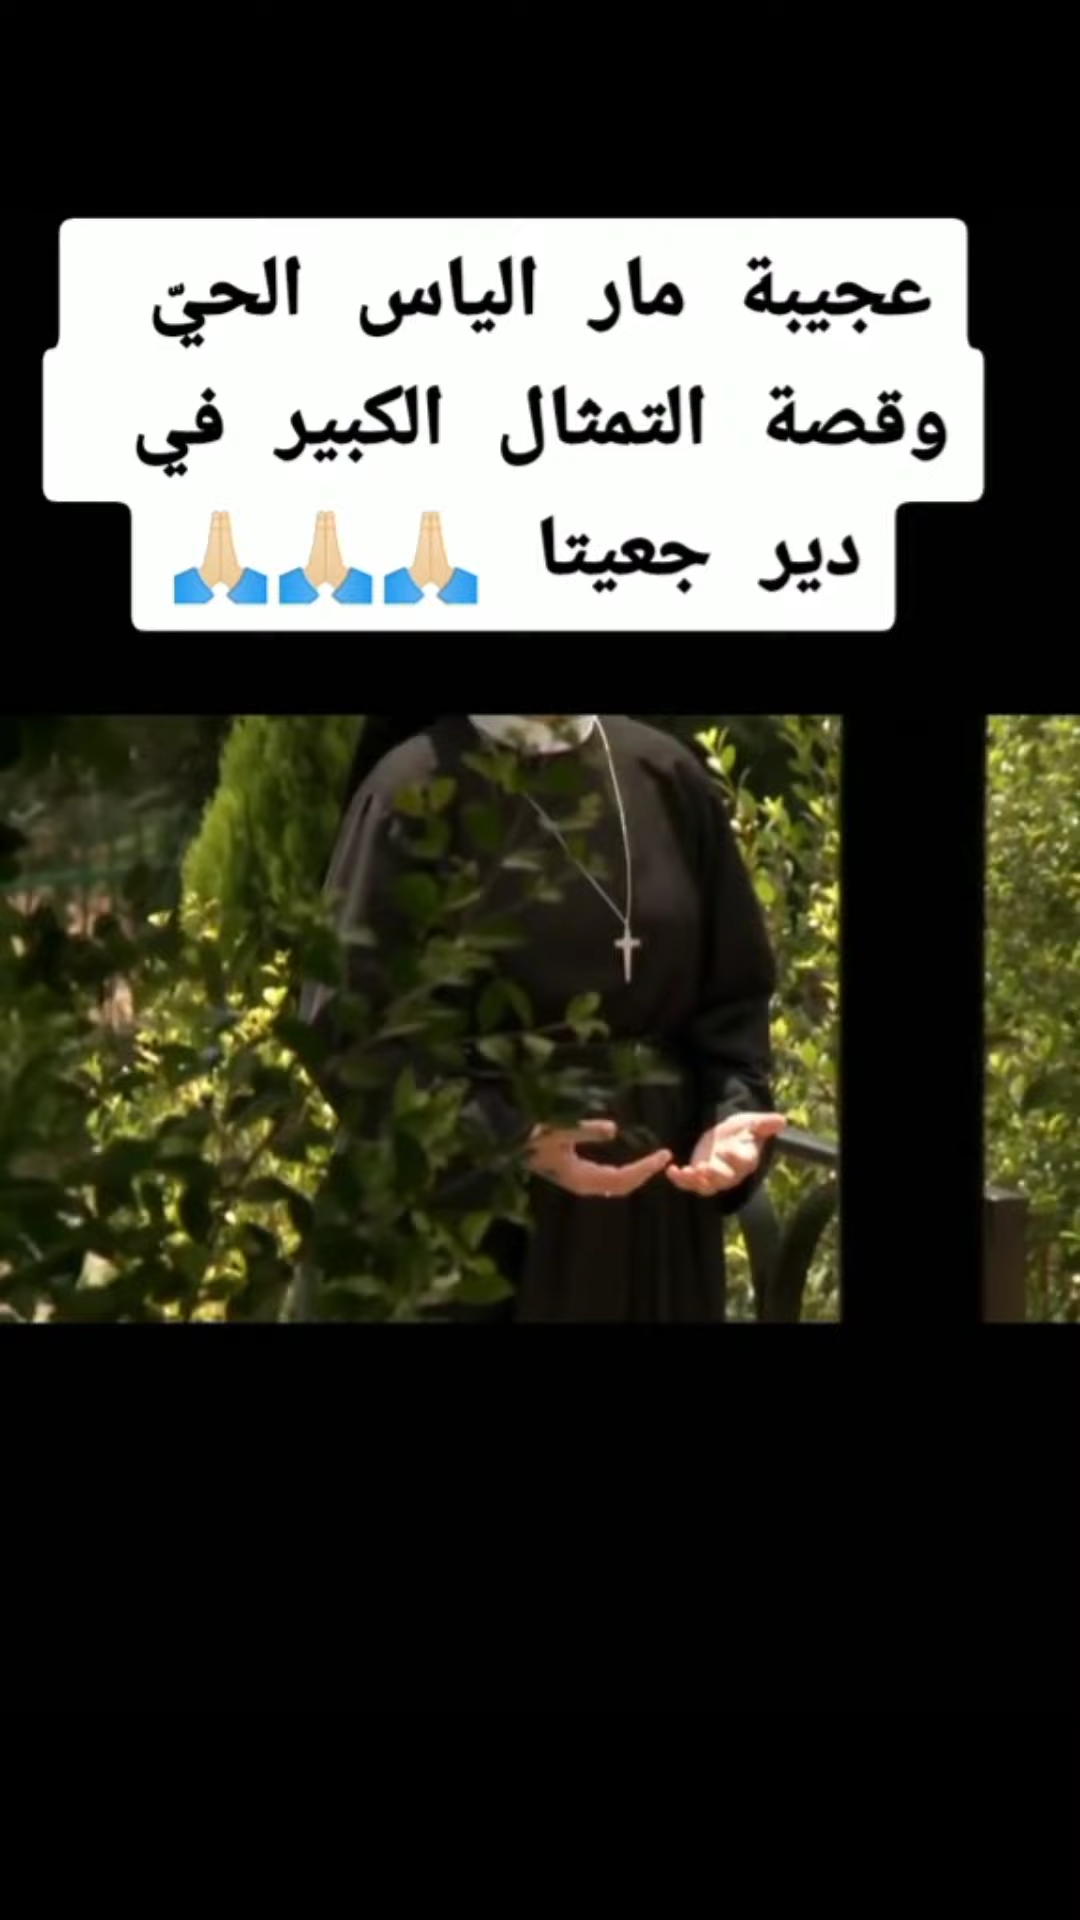 عجيبة مار الياس الحيّ
وقصة التمثال الكبير في
دير جعيتا 🙏🏼🙏🏼🙏🏼